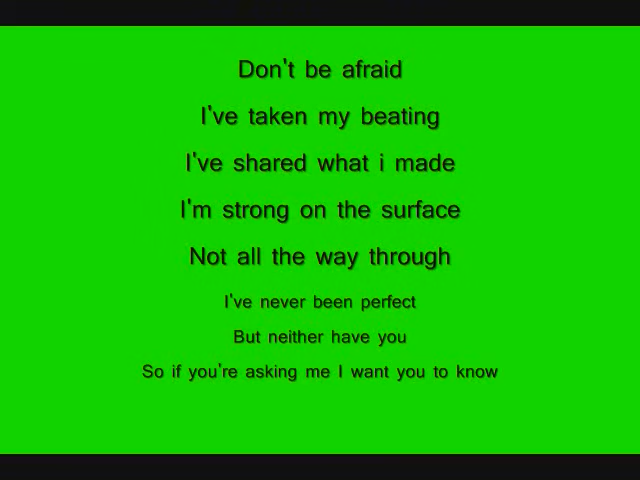 Don't be afraid
I've taken my beating
I've shared what i made
I'm strong on the surface
Not all the way through
I've never been perfect
But neither have you
So if you're asking me I want you to know